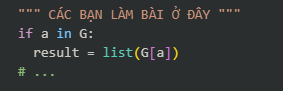 """ CÁC BẠN LÀM BÀI Ở ĐÂY """
if a in G:
  result = list(G[a])
# ...